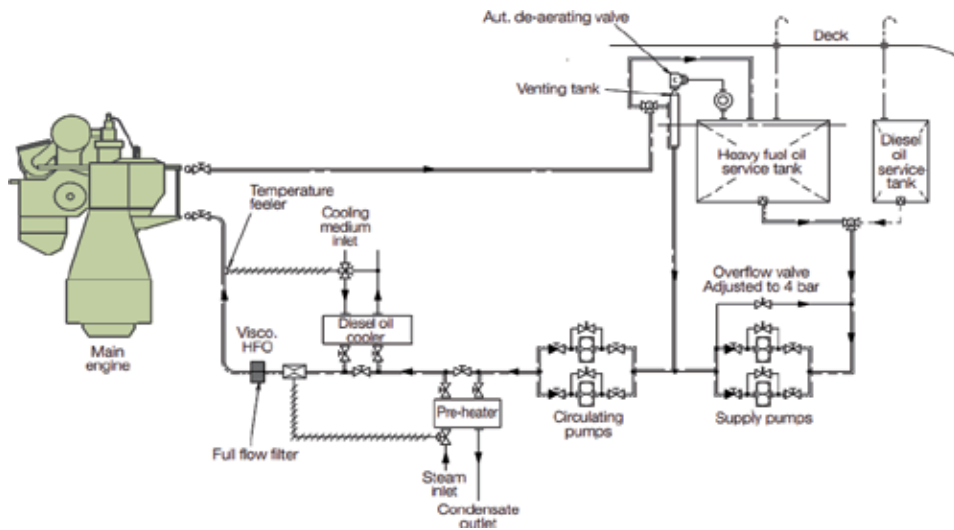 Aut. de-aerating valve
Deck
Venting tank
Heavy fuel oil
service tank
Diesel
oil
service
tank
Temperature
feeler
Cooling
medium
inlet
Overflow valve
Adjusted to 4 bar
Diesel oil
cooler
Visco.
HFO
Main
engine
Pre-heater
Circulating
pumps
Supply pumps
Full flow filter
Steam
inlet
Condensate
outlet